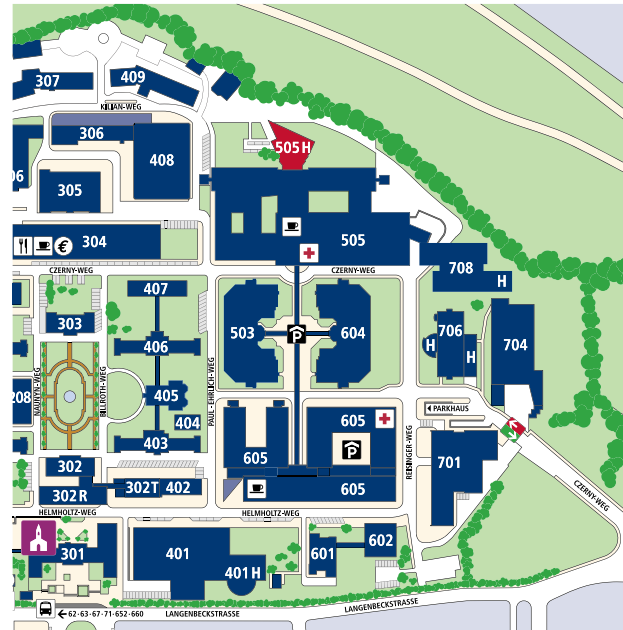 307
409
KILIAN-WEG
306
408
505 H
06
305
304
€
505
CZERNY-WEG
CZERNY-WEG
708
H
407
303
503
P
604
706
H
H
704
406
NAUNYN-WEG
BILLROTH-WEG
PAUL-EHRLICH-WEG
405
208
404
403
PARKHAUS
605
605
P
REISINGER-WEG
701
302
302 R
302T
402
605
CZERNY-WEG
HELMHOLTZ-WEG
HELMHOLTZ-WEG
301
401
401 H
601
602
62·63·67·71·652·660
LANGENBECKSTRASSE
LANGENBECKSTRASSE